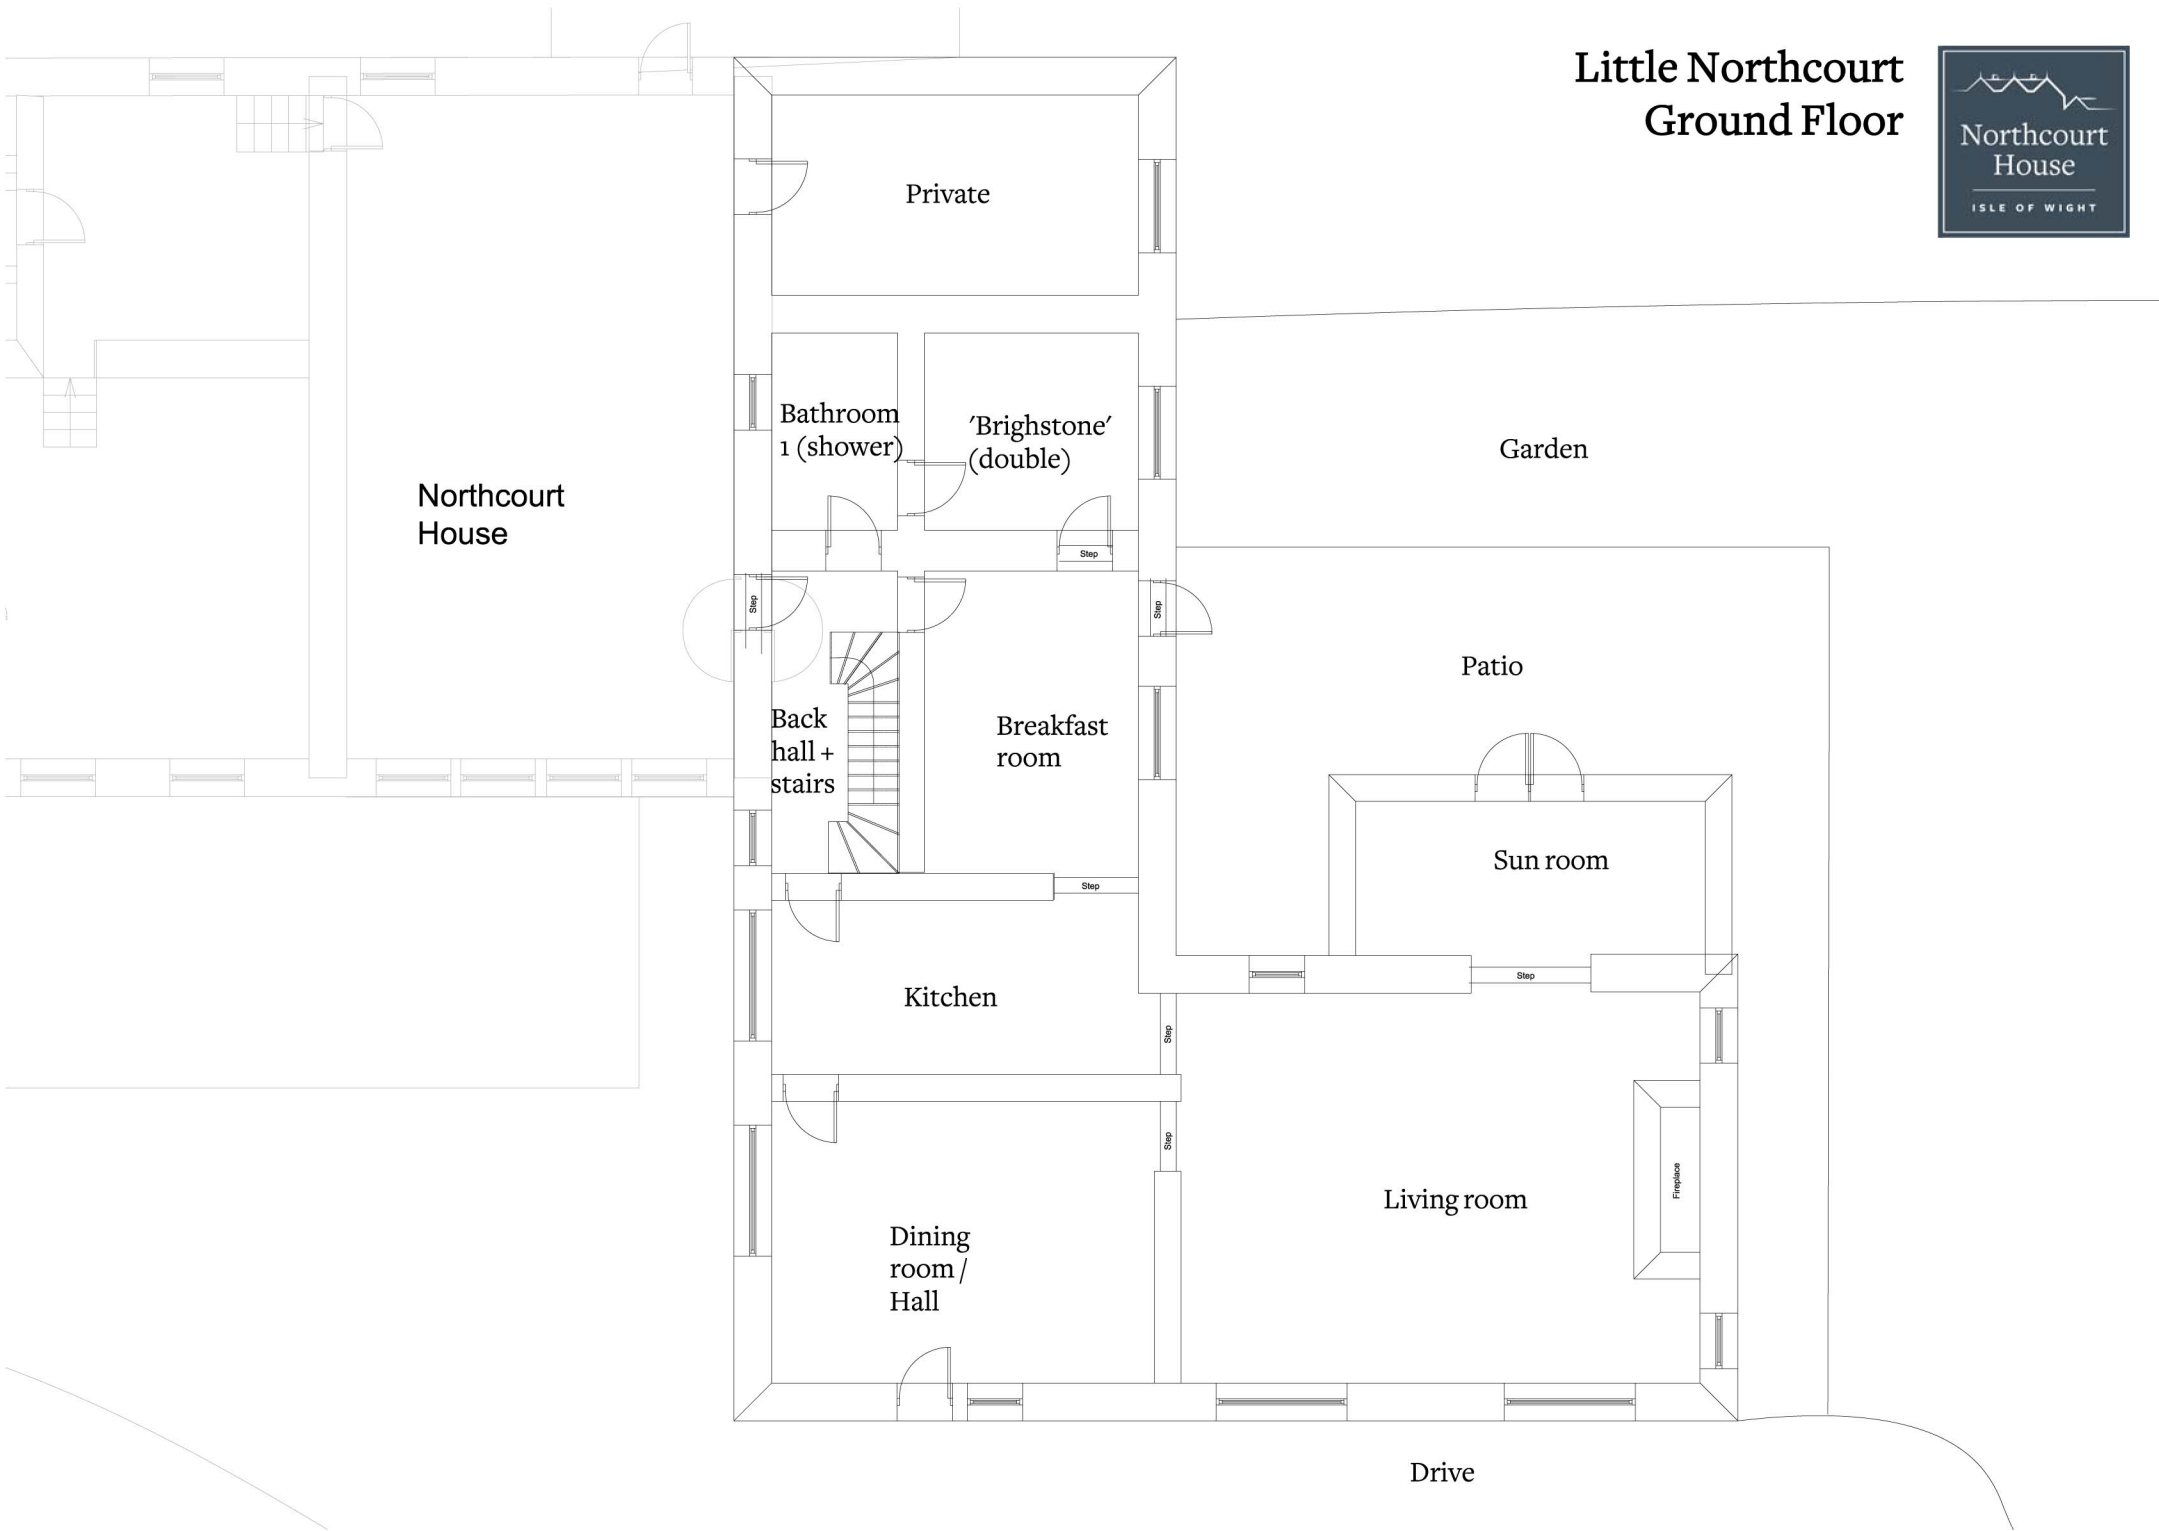 Little Northcourt
Ground Floor
Northcourt
House
ISLE OF WIGHT
Private
Bathroom
1 (shower)
'Brighstone'
(double)
Garden
Northcourt
House
Step
Step
Step
Patio
Back
hall +
stairs
Breakfast
room
Sun room
Step
Step
Kitchen
Step
Step
Fireplace
Living room
Dining
room /
Hall
Drive